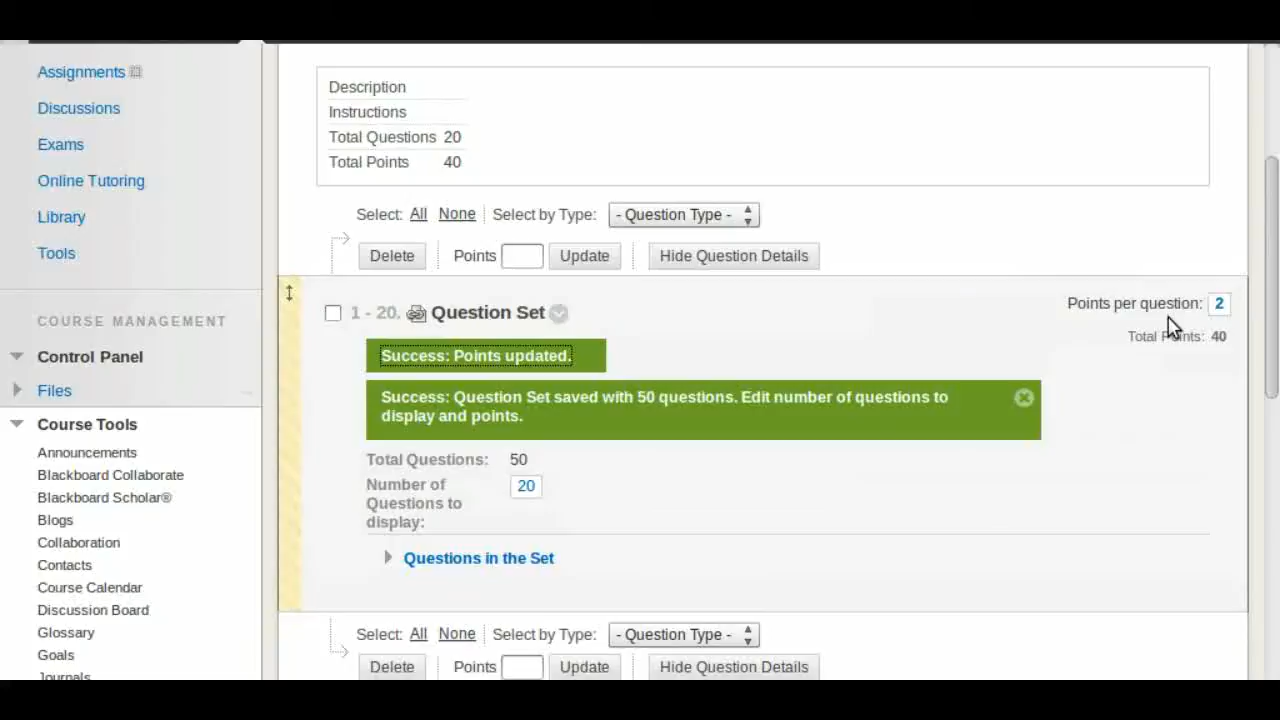 Assignments
Discussions
Exams
Online Tutoring
Library
Tools
COURSE MANAGEMENT
Control Panel
Files
Course Tools
Announcements
Blackboard Collaborate
Blackboard Scholar®
Blogs
Collaboration
Contacts
Course Calendar
Discussion Board
Glossary
Goals
Journals
Description
Instructions
Total Questions 20
Total Points 40
Select: All None Select by Type: - Question Type -
Delete Points Update Hide Question Details
1 - 20. Question Set
Points per question: 2
Total Points: 40
Success: Points updated.
Success: Question Set saved with 50 questions. Edit number of questions to
display and points.
Total Questions: 50
Number of 20
Questions to
display:
Questions in the Set
Select: All None Select by Type: - Question Type -
Delete Points Update Hide Question Details